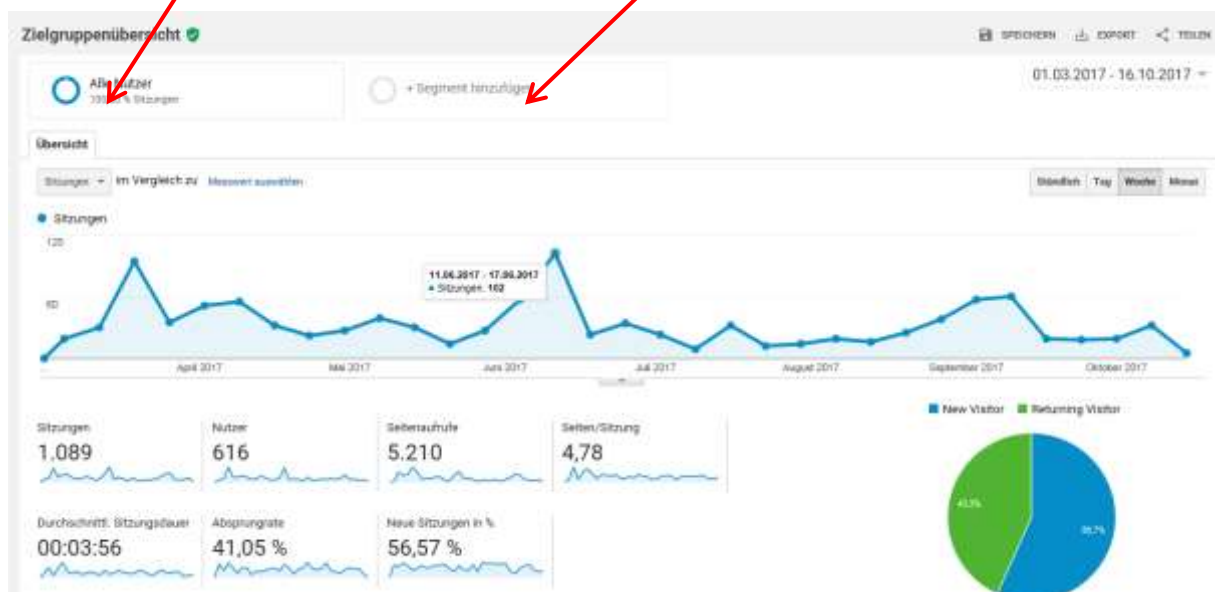 Zielgruppenübersicht
SPEICHERN EXPORT TEILEN
Alle Nutzer
% Sitzungen
+ Segment hinzufügen
01.03.2017 - 16.10.2017
Übersicht
Sitzungen im Vergleich zu Messwert auswählen
Stündlich Tag Woche Monat
Sitzungen
120
60
11.06.2017 - 17.06.2017
Sitzungen: 102
April 2017 Mai 2017 Juni 2017 Juli 2017 August 2017 September 2017 Oktober 2017
New Visitor Returning Visitor
Sitzungen Nutzer Seitenaufrufe Seiten/Sitzung
1.089 616 5.210 4,78
Durchschnittl. Sitzungsdauer Absprungrate Neue Sitzungen in %
00:03:56 41,05 % 56,57 %